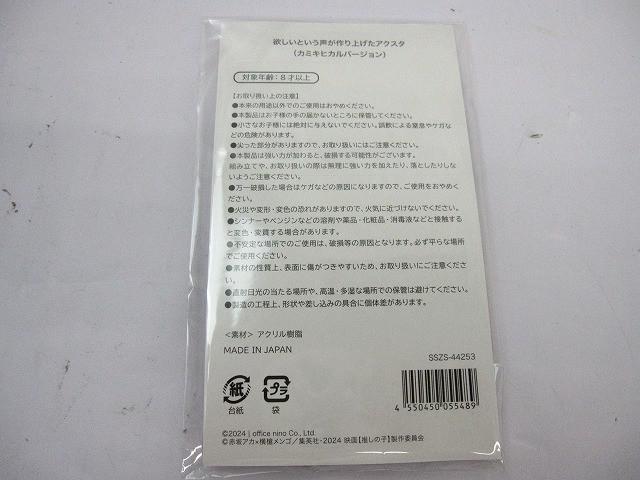 欲しいという声が作り上げたアクスタ
（カミキヒカルバージョン）
対象年齢：8才以上
【お取り扱い上の注意】
●本来の用途以外でのご使用はおやめください。
●本製品はお子様の手の届かないところに保管してください。
●小さなお子様には絶対に与えないでください。誤飲による窒息やケガな
どの危険があります。
●尖った部分がありますので、お取り扱いにはご注意ください。
●本製品は強い力が加わると、破損する可能性がございます。
組み立てや、お取り扱いの際は無理に強い力を加えたり、落としたりしな
いようご注意ください。
●万一破損した場合はケガなどの原因になりますので、ご使用をおやめく
ださい。
●火災や変形・変色の恐れがありますので、火気に近づけないでください。
●シンナーやベンジンなどの溶剤や薬品・化粧品・消毒液などと接触する
と変色・変質する場合があります。
●不安定な場所でのご使用は、破損等の原因となります。必ず平らな場所
でご使用ください。
●素材の性質上、表面に傷がつきやすいため、お取り扱いにご注意くださ
い。
●直射日光の当たる場所や、高温・多湿な場所での保管は避けてください。
●製造の工程上、形状や差し込みの具合に個体差があります。
＜素材＞ アクリル樹脂
MADE IN JAPAN
SSZS-44253
紙
台紙
プラ
袋
4 550450 055489
©2024 | office nino Co., Ltd.
©赤坂アカ×横槍メンゴ／集英社・2024 映画【推しの子】製作委員会